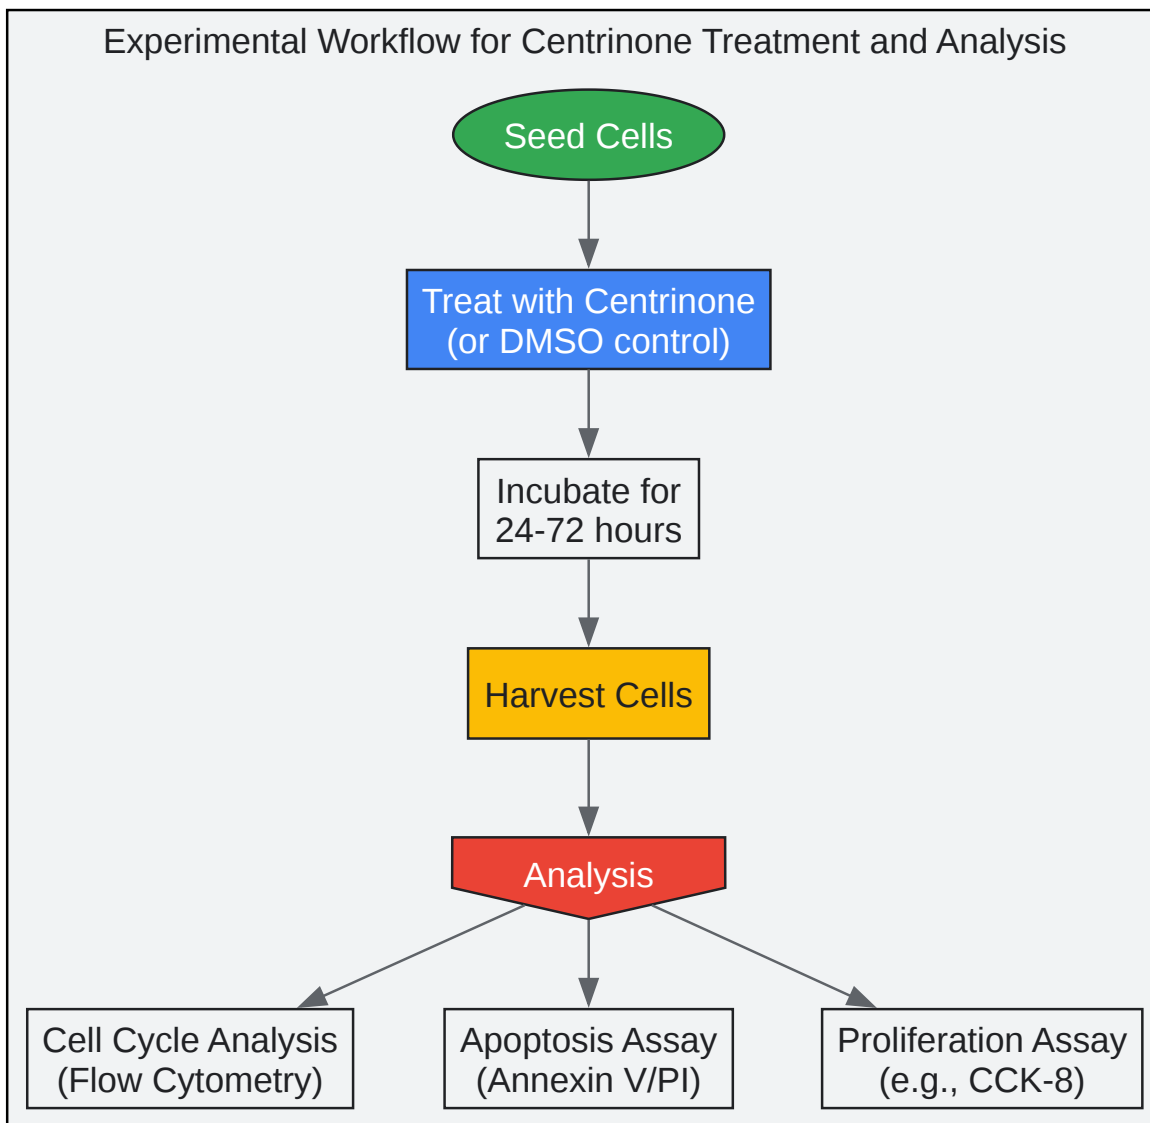 Experimental Workflow for Centrinone Treatment and Analysis
Seed Cells
Treat with Centrinone
(or DMSO control)
Incubate for
24-72 hours
Harvest Cells
Analysis
Cell Cycle Analysis
(Flow Cytometry)
Apoptosis Assay
(Annexin V/PI)
Proliferation Assay
(e.g., CCK-8)